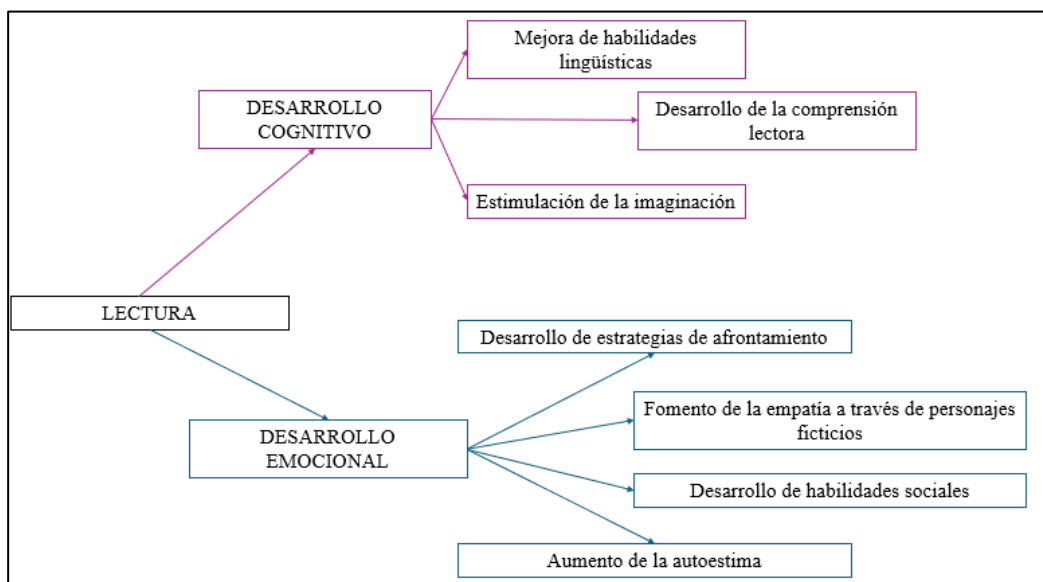 Mejora de habilidades
lingüísticas
DESARROLLO
COGNITIVO
Desarrollo de la comprensión
lectora
Estimulación de la imaginación
LECTURA
Desarrollo de estrategias de afrontamiento
Fomento de la empatía a través de personajes
ficticios
DESARROLLO
EMOCIONAL
Desarrollo de habilidades sociales
Aumento de la autoestima